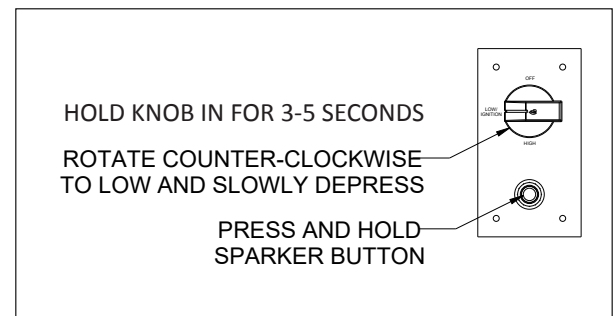 HOLD KNOB IN FOR 3-5 SECONDS
ROTATE COUNTER-CLOCKWISE
TO LOW AND SLOWLY DEPRESS
PRESS AND HOLD
SPARKER BUTTON
OFF
LOW/
IGNITION
HIGH